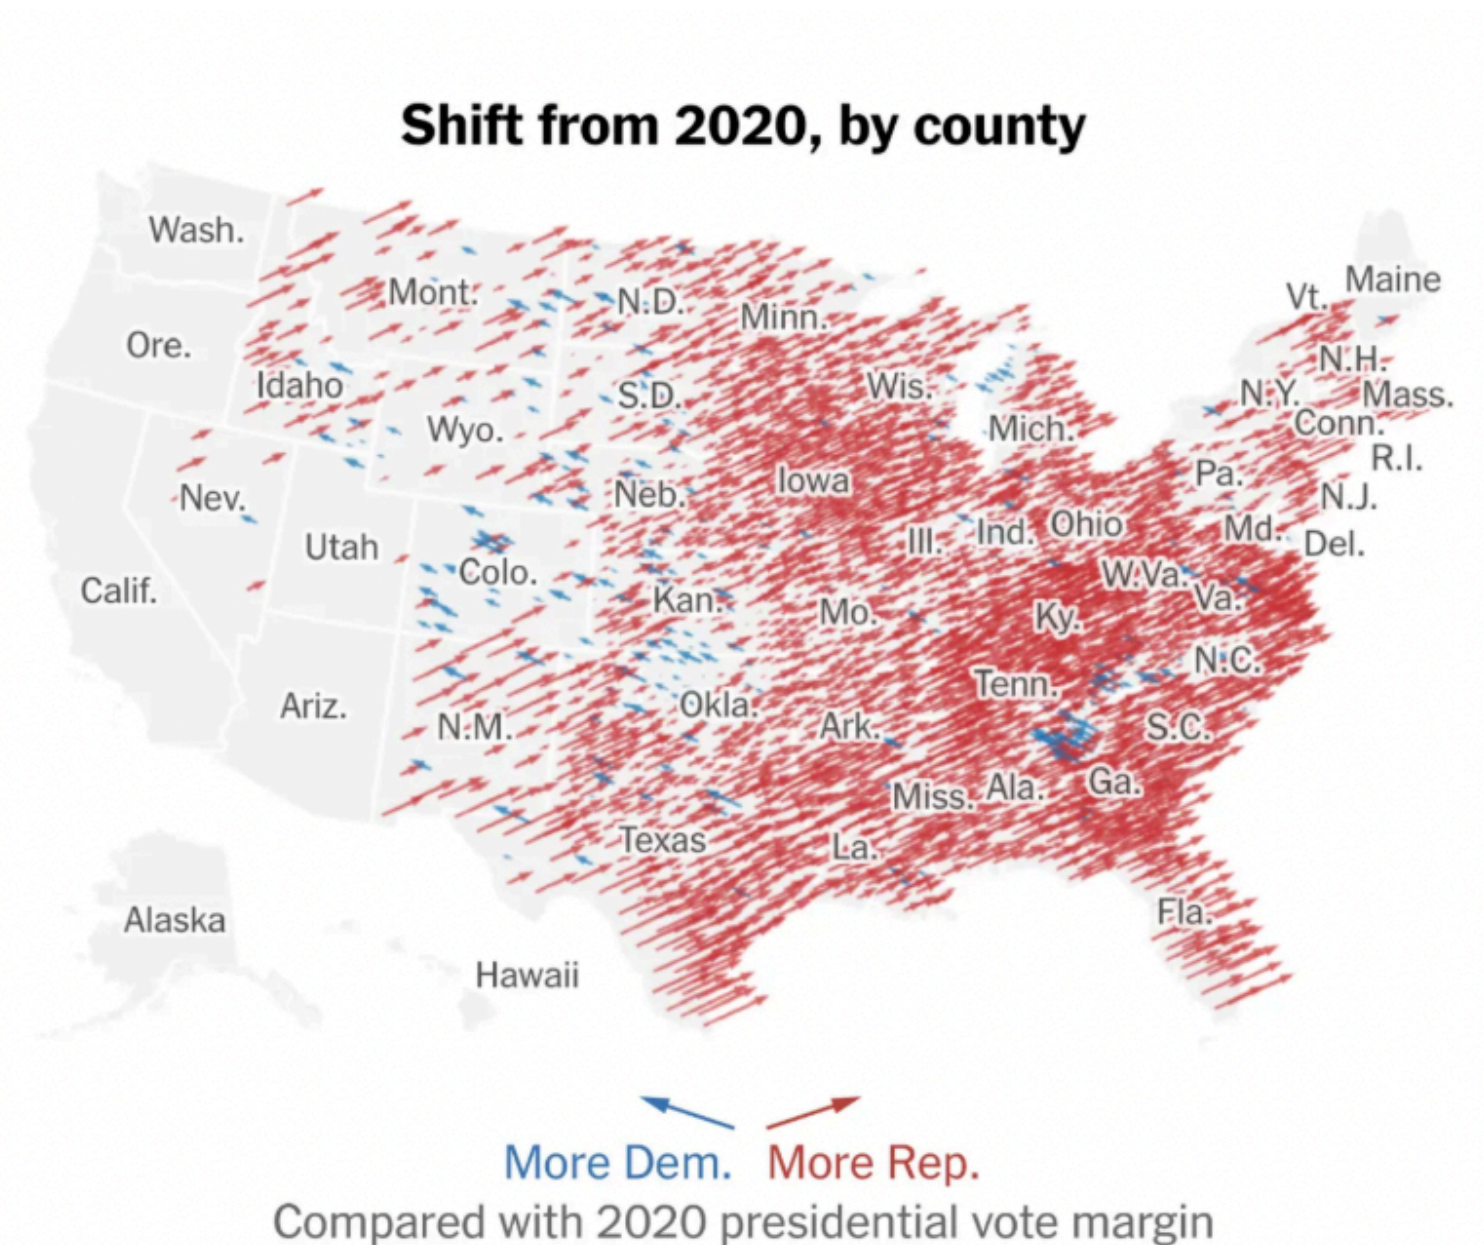 Shift from 2020, by county
Wash.
Maine
Vt.
Mont.
N.D.
Minn.
Ore.
N.H.
Idaho
S.D.
Wis.
N.Y.
Mass.
Wyo.
Mich.
Conn.
R.I.
Nev.
Neb.
Iowa
Pa.
N.J.
Utah
Ill.
Ind.
Ohio
Md.
Del.
Calif.
Colo.
Kan.
Mo.
Ky.
W.Va.
Va.
Ariz.
N.M.
Okla.
Ark.
Tenn.
N.C.
S.C.
Texas
La.
Miss.
Ala.
Ga.
Alaska
Hawaii
Fla.
More Dem. More Rep.
Compared with 2020 presidential vote margin